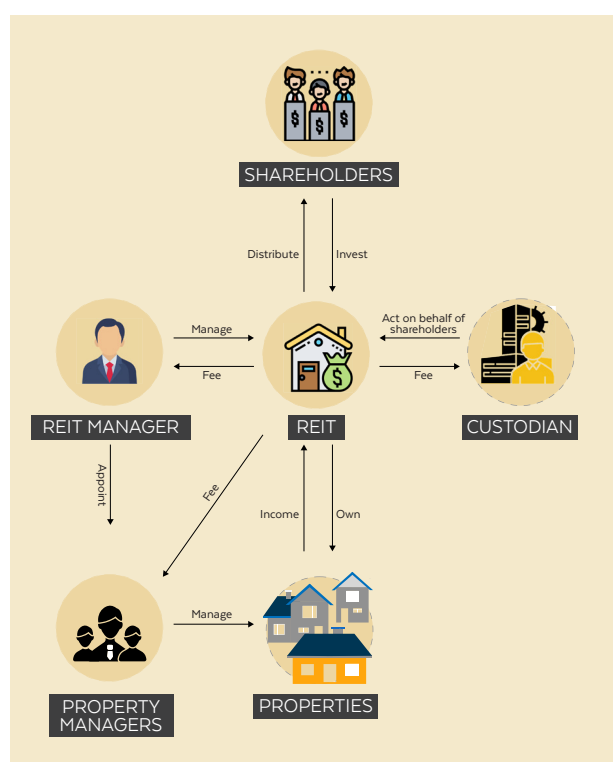 SHAREHOLDERS
Distribute
Invest
Manage
Act on behalf of
shareholders
Fee
Fee
REIT MANAGER
REIT
CUSTODIAN
Appoint
Fee
Income
Own
Manage
PROPERTY
MANAGERS
PROPERTIES